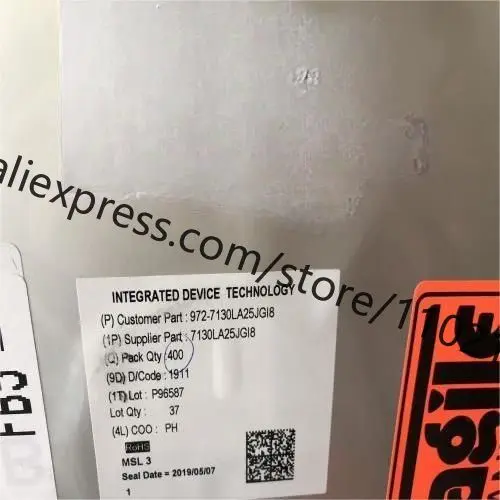 aliexpress.com/store/110
INTEGRATED DEVICE TECHNOLOGY
(P) Customer Part : 972-7130LA25JGI8
(1P) Supplier Part : 7130LA25JGI8
(Q) Pack Qty : 400
(9D) D/Code : 1911
(1T) Lot : P96587
Lot Qty : 37
(4L) COO : PH
RoHS
MSL 3
Seal Date = 2019/05/07
1
agile